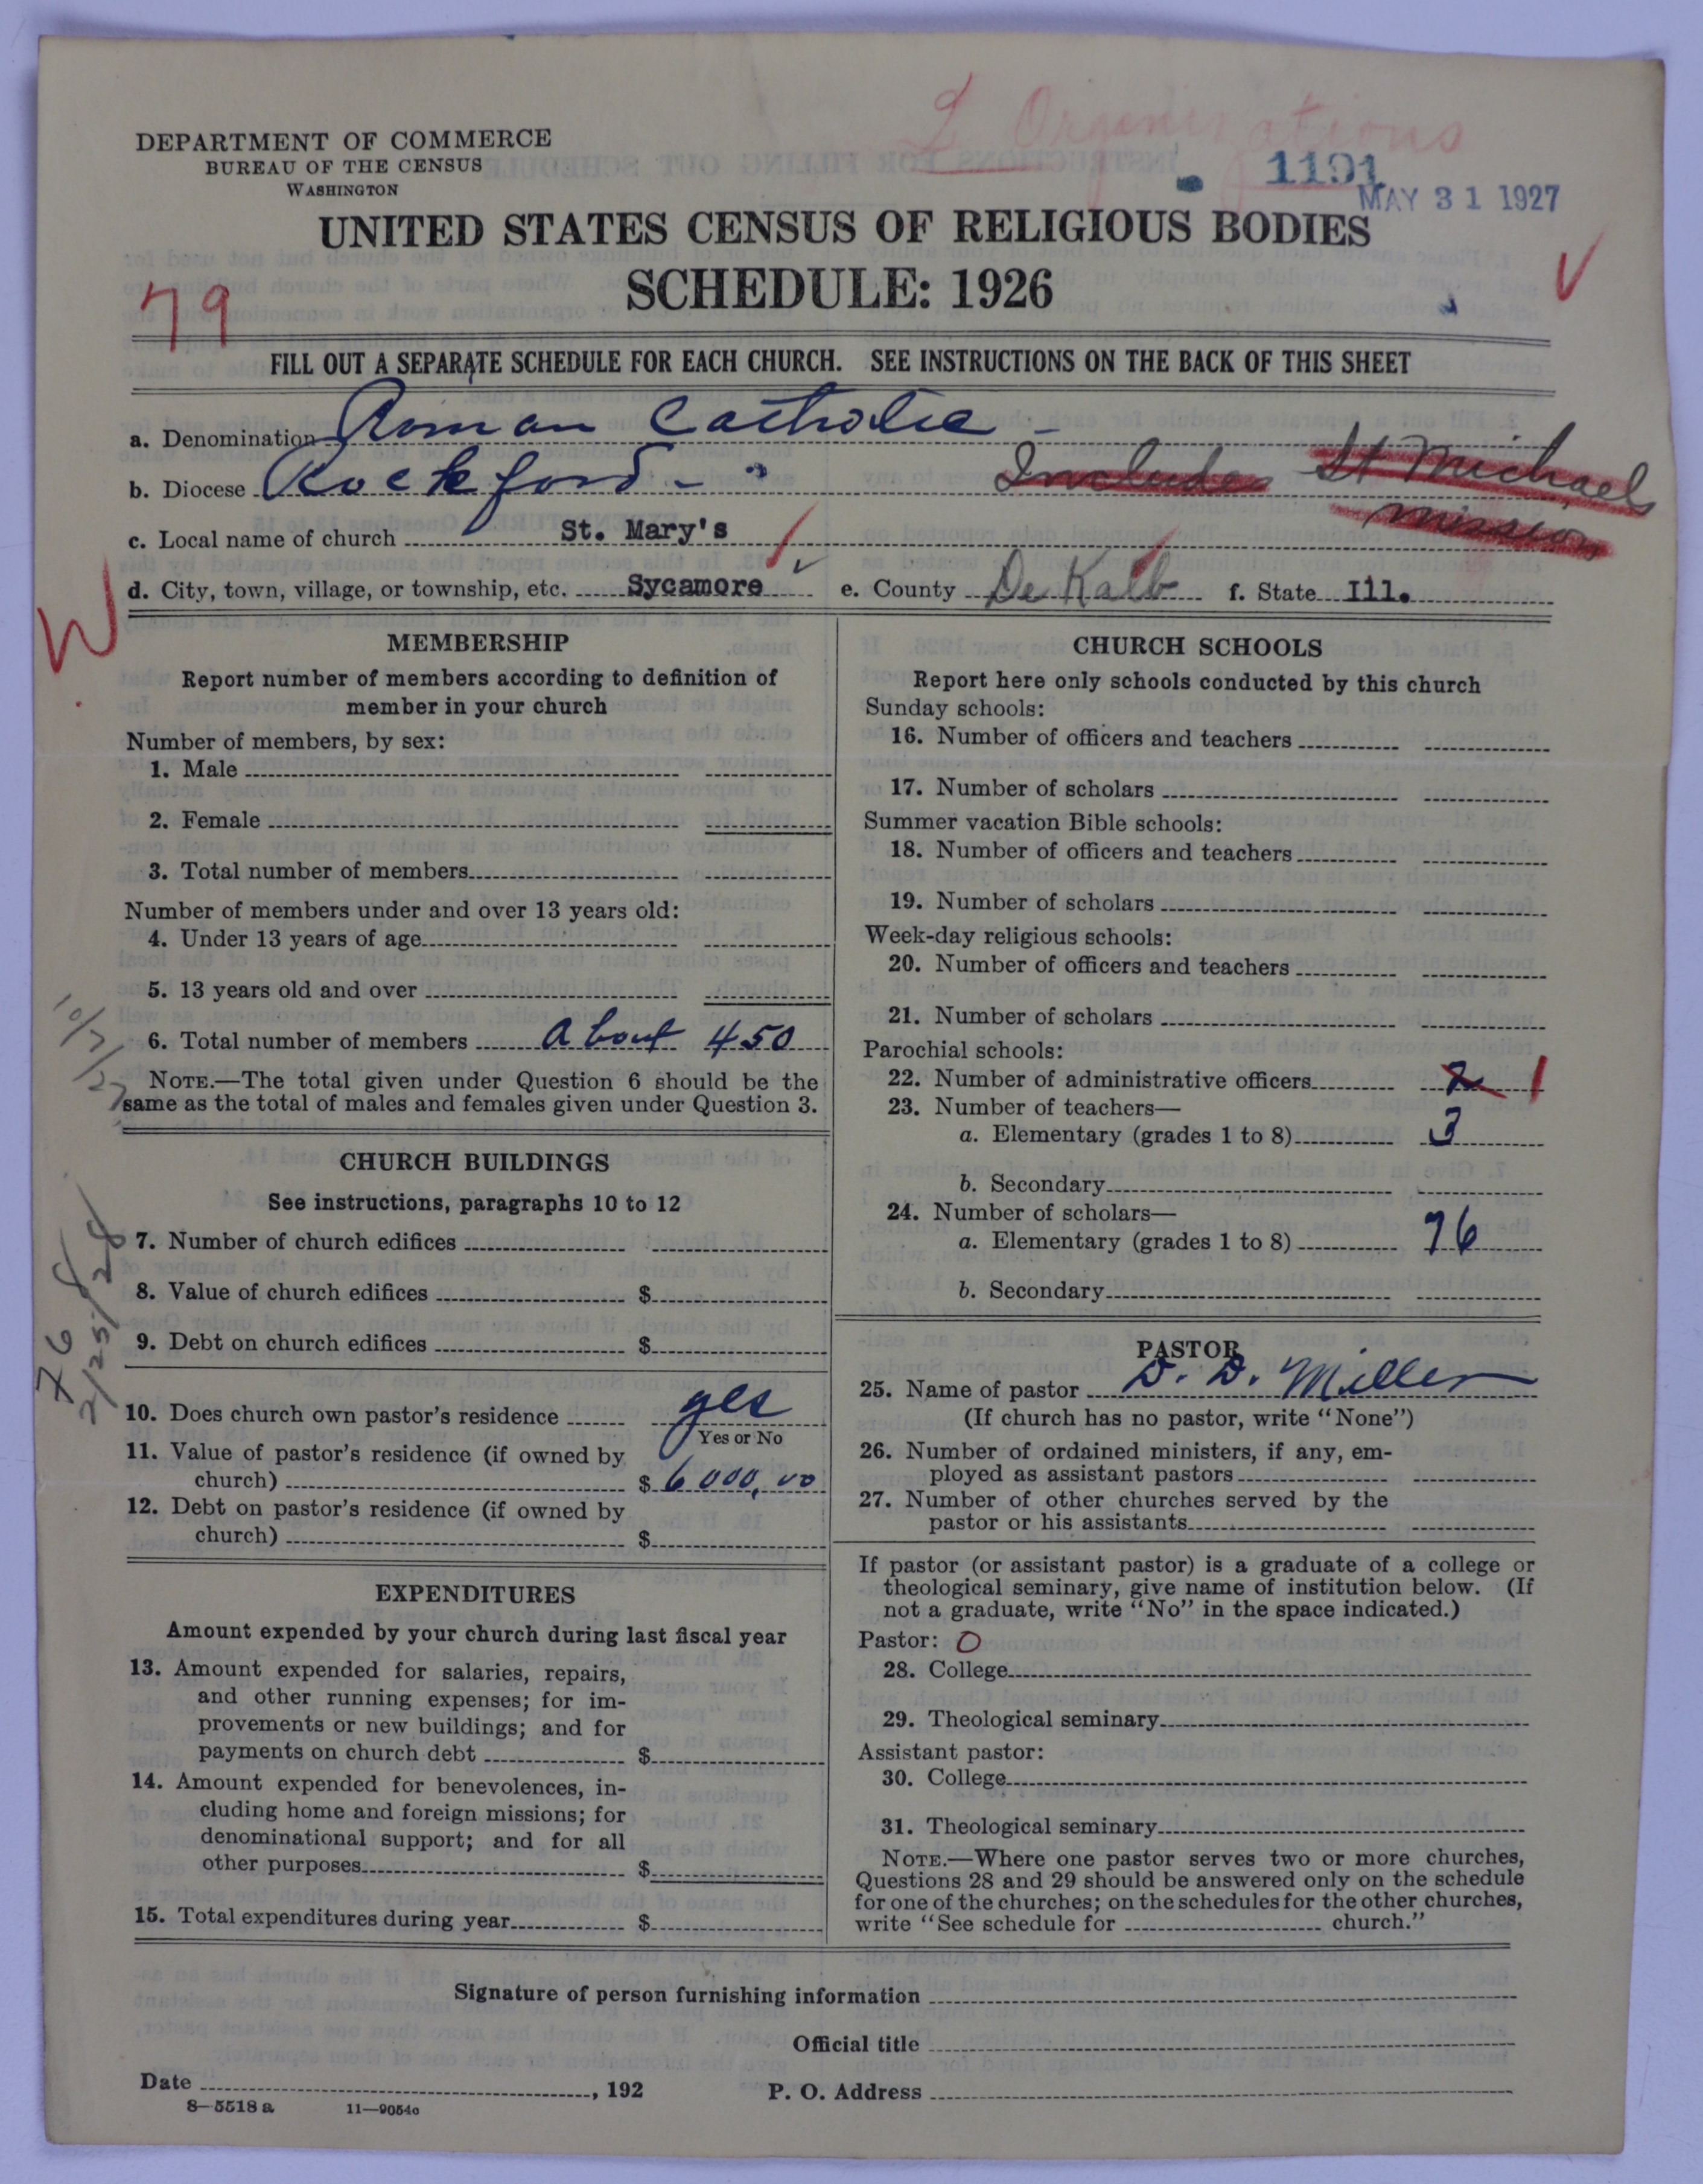 2 Organizations
DEPARTMENT OF COMMERCE
BUREAU OF THE CENSUS
WASHINGTON
1191
MAY 31 1927
UNITED STATES CENSUS OF RELIGIOUS BODIES
SCHEDULE: 1926
79
FILL OUT A SEPARATE SCHEDULE FOR EACH CHURCH. SEE INSTRUCTIONS ON THE BACK OF THIS SHEET
a. Denomination Roman Catholic
b. Diocese Rockford - Includes St Michaels
mission
c. Local name of church St. Mary's
d. City, town, village, or township, etc. Sycamore e. County De Kalb f. State Ill.
W
MEMBERSHIP
Report number of members according to definition of
member in your church
Number of members, by sex:
1. Male
2. Female
3. Total number of members
Number of members under and over 13 years old:
4. Under 13 years of age
5. 13 years old and over
6. Total number of members About 450
10/7/27
NOTE.—The total given under Question 6 should be the
same as the total of males and females given under Question 3.
CHURCH BUILDINGS
See instructions, paragraphs 10 to 12
7. Number of church edifices
8. Value of church edifices $
9. Debt on church edifices $
2/25/28
10. Does church own pastor's residence yes
Yes or No
11. Value of pastor's residence (if owned by
church) $ 6000,00
12. Debt on pastor's residence (if owned by
church) $
EXPENDITURES
Amount expended by your church during last fiscal year
13. Amount expended for salaries, repairs,
and other running expenses; for im-
provements or new buildings; and for
payments on church debt $
14. Amount expended for benevolences, in-
cluding home and foreign missions; for
denominational support; and for all
other purposes $
15. Total expenditures during year $
CHURCH SCHOOLS
Report here only schools conducted by this church
Sunday schools:
16. Number of officers and teachers
17. Number of scholars
Summer vacation Bible schools:
18. Number of officers and teachers
19. Number of scholars
Week-day religious schools:
20. Number of officers and teachers
21. Number of scholars
Parochial schools:
22. Number of administrative officers 2 1
23. Number of teachers—
a. Elementary (grades 1 to 8) 3
b. Secondary
24. Number of scholars—
a. Elementary (grades 1 to 8) 76
b. Secondary
PASTOR
25. Name of pastor D. D. Miller
(If church has no pastor, write "None")
26. Number of ordained ministers, if any, em-
ployed as assistant pastors
27. Number of other churches served by the
pastor or his assistants
If pastor (or assistant pastor) is a graduate of a college or
theological seminary, give name of institution below. (If
not a graduate, write "No" in the space indicated.)
Pastor: O
28. College
29. Theological seminary
Assistant pastor:
30. College
31. Theological seminary
NOTE.—Where one pastor serves two or more churches,
Questions 28 and 29 should be answered only on the schedule
for one of the churches; on the schedules for the other churches,
write "See schedule for church."
Signature of person furnishing information
Official title
Date , 192 P. O. Address
8—5518 a 11—9054c